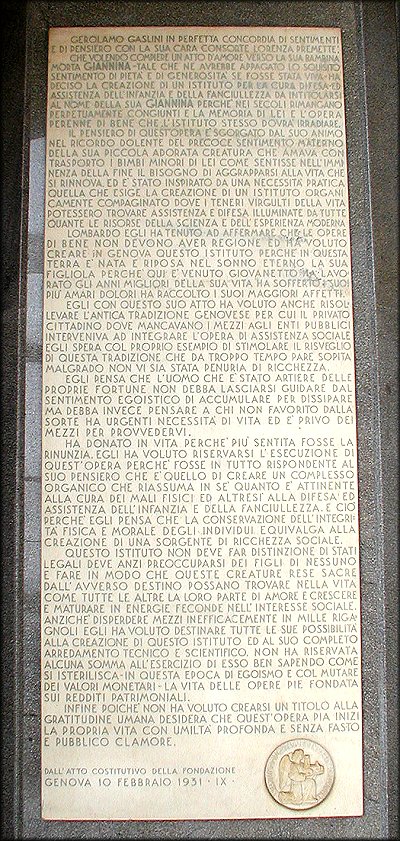 GEROLAMO GASLINI IN PERFETTA CONCORDIA DI SENTIMENTI
E DI PENSIERO CON LA SUA CARA CONSORTE LORENZA PREMETTE:
CHE VOLENDO COMPIERE UN ATTO D'AMORE VERSO LA SUA BAMBINA
MORTA GIANNINA·TALE CHE NE AVREBBE APPAGATO LO SQUISITO
SENTIMENTO DI PIETÀ E DI GENEROSITÀ SE FOSSE STATA VIVA·HA
DECISO LA CREAZIONE DI UN ISTITUTO PER LA CURA DIFESA ED
ASSISTENZA DELL'INFANZIA E DELLA FANCIULLEZZA DA INTITOLARSI
AL NOME DELLA SUA GIANNINA PERCHÈ NEI SECOLI RIMANGANO
PERPETUAMENTE CONGIUNTI E LA MEMORIA DI LEI E L'OPERA
PERENNE DI BENE CHE L'ISTITUTO STESSO DOVRÀ IRRADIARE.
IL PENSIERO DI QUEST'OPERA È SGORGATO DAL SUO ANIMO
NEL RICORDO DOLENTE DEL PRECOCE SENTIMENTO MATERNO
DELLA SUA PICCOLA ADORATA CREATURA CHE AMAVA CON
TRASPORTO I BIMBI MINORI DI LEI COME SENTISSE NELL'IMMI
NENZA DELLA FINE IL BISOGNO DI AGGRAPPARSI ALLA VITA CHE
SI RINNOVA ED È STATO INSPIRATO DA UNA NECESSITÀ PRATICA
QUELLA CHE ESIGE LA CREAZIONE DI UN ISTITUTO ORGANI
CAMENTE COMPAGINATO DOVE I TENERI VIRGULTI DELLA VITA
POTESSERO TROVARE ASSISTENZA E DIFESA ILLUMINATE DA TUTTE
QUANTE LE RISORSE DELLA SCIENZA E DELL'ESPERIENZA MODERNA
LOMBARDO EGLI HA TENUTO AD AFFERMARE CHE LE OPERE
DI BENE NON DEVONO AVER REGIONE ED HA VOLUTO
CREARE IN GENOVA QUESTO ISTITUTO PERCHÈ IN QUESTA
TERRA È NATA E RIPOSA NEL SONNO ETERNO LA SUA
FIGLIOLA PERCHÈ QUI È VENUTO GIOVANETTO HA LAVO
RATO GLI ANNI MIGLIORI DELLA SUA VITA HA SOFFERTO I SUOI
PIÙ AMARI DOLORI HA RACCOLTO I SUOI MAGGIORI AFFETTI.
EGLI CON QUESTO SUO ATTO HA VOLUTO ANCHE RISOL
LEVARE L'ANTICA TRADIZIONE GENOVESE PER CUI IL PRIVATO
CITTADINO DOVE MANCAVANO I MEZZI AGLI ENTI PUBBLICI
INTERVENIVA AD INTEGRARE L'OPERA DI ASSISTENZA SOCIALE
EGLI SPERA COL PROPRIO ESEMPIO DI STIMOLARE IL RISVEGLIO
DI QUESTA TRADIZIONE CHE DA TROPPO TEMPO PARE SOPITA
MALGRADO NON VI SIA STATA PENURIA DI RICCHEZZA.
EGLI PENSA CHE L'UOMO CHE È STATO ARTIERE DELLE
PROPRIE FORTUNE NON DEBBA LASCIARSI GUIDARE DAL
SENTIMENTO EGOISTICO DI ACCUMULARE PER DISSIPARE
MA DEBBA INVECE PENSARE A CHI NON FAVORITO DALLA
SORTE HA URGENTI NECESSITÀ DI VITA ED È PRIVO DEI
MEZZI PER PROVVEDERVI.
HA DONATO IN VITA PERCHÈ PIÙ SENTITA FOSSE LA
RINUNZIA. EGLI HA VOLUTO RISERVARSI L'ESECUZIONE DI
QUEST'OPERA PERCHÈ FOSSE IN TUTTO RISPONDENTE AL
SUO PENSIERO CHE È QUELLO DI CREARE UN COMPLESSO
ORGANICO CHE RIASSUMA IN SE QUANTO È ATTINENTE
ALLA CURA DEI MALI FISICI ED ALTRESÌ ALLA DIFESA ED
ASSISTENZA DELL'INFANZIA E DELLA FANCIULLEZZA. E CIÒ
PERCHÈ EGLI PENSA CHE LA CONSERVAZIONE DELL'INTEGRI
TÀ FISICA E MORALE DEGLI INDIVIDUI EQUIVALGA ALLA
CREAZIONE DI UNA SORGENTE DI RICCHEZZA SOCIALE.
QUESTO ISTITUTO NON DEVE FAR DISTINZIONE DI STATI
LEGALI DEVE ANZI PREOCCUPARSI DEI FIGLI DI NESSUNO
E FARE IN MODO CHE QUESTE CREATURE RESE SACRE
DALL'AVVERSO DESTINO POSSANO TROVARE NELLA VITA
COME TUTTE LE ALTRE LA LORO PARTE DI AMORE E CRESCERE
E MATURARE IN ENERGIE FECONDE NELL'INTERESSE SOCIALE.
ANZICHÈ DISPERDERE MEZZI INEFFICACEMENTE IN MILLE RIGA
GNOLI EGLI HA VOLUTO DESTINARE TUTTE LE SUE POSSIBILITÀ
ALLA CREAZIONE DI QUESTO ISTITUTO ED AL SUO COMPLETO
ARREDAMENTO TECNICO E SCIENTIFICO. NON HA RISERVATA
ALCUNA SOMMA ALL'ESERCIZIO DI ESSO BEN SAPENDO COME
SI ISTERILISCA·IN QUESTA EPOCA DI EGOISMO E COL MUTARE
DEI VALORI MONETARI·LA VITA DELLE OPERE PIE FONDATA
SUI REDDITI PATRIMONIALI.
INFINE POICHÈ NON HA VOLUTO CREARSI UN TITOLO ALLA
GRATITUDINE UMANA DESIDERA CHE QUEST'OPERA PIA INIZI
LA PROPRIA VITA CON UMILTÀ PROFONDA E SENZA FASTO
E PUBBLICO CLAMORE.
DALL'ATTO COSTITUTIVO DELLA FONDAZIONE
GENOVA 10 FEBBRAIO 1931·IX·